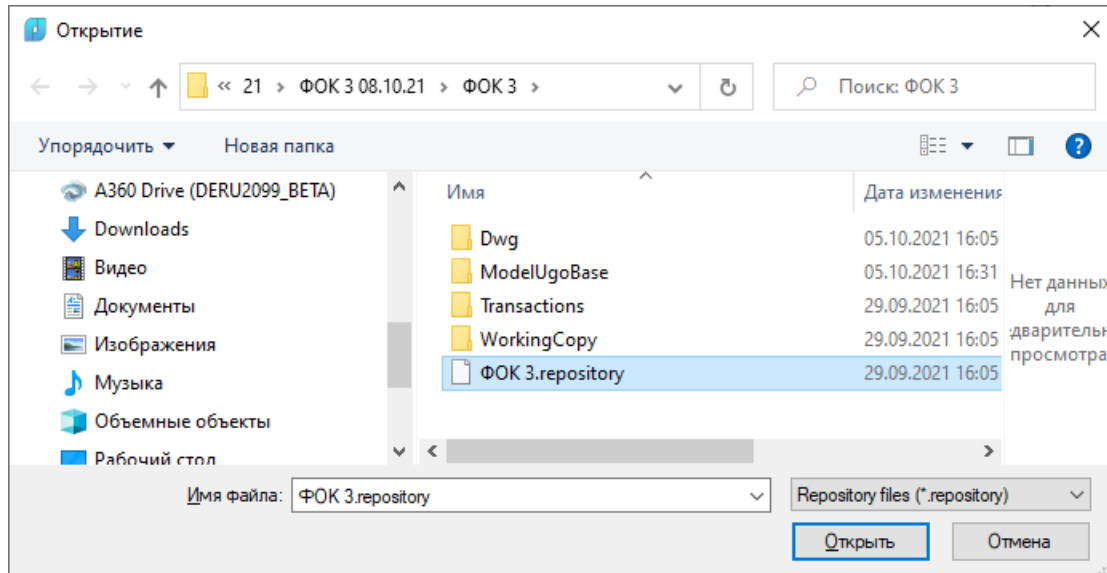 Открытие
« 21 › ФОК 3 08.10.21 › ФОК 3 ›
Поиск: ФОК 3
Упорядочить
Новая папка
A360 Drive (DERU2099_BETA)
Downloads
Видео
Документы
Изображения
Музыка
Объемные объекты
Рабочий стол
Имя
Дата изменения
Dwg 05.10.2021 16:05
ModelUgoBase 05.10.2021 16:31
Transactions 29.09.2021 16:05
WorkingCopy 29.09.2021 16:05
ФОК 3.repository 29.09.2021 16:05
Нет данных
для
дварительн
просмотра
Имя файла: ФОК 3.repository
Repository files (*.repository)
Открыть
Отмена